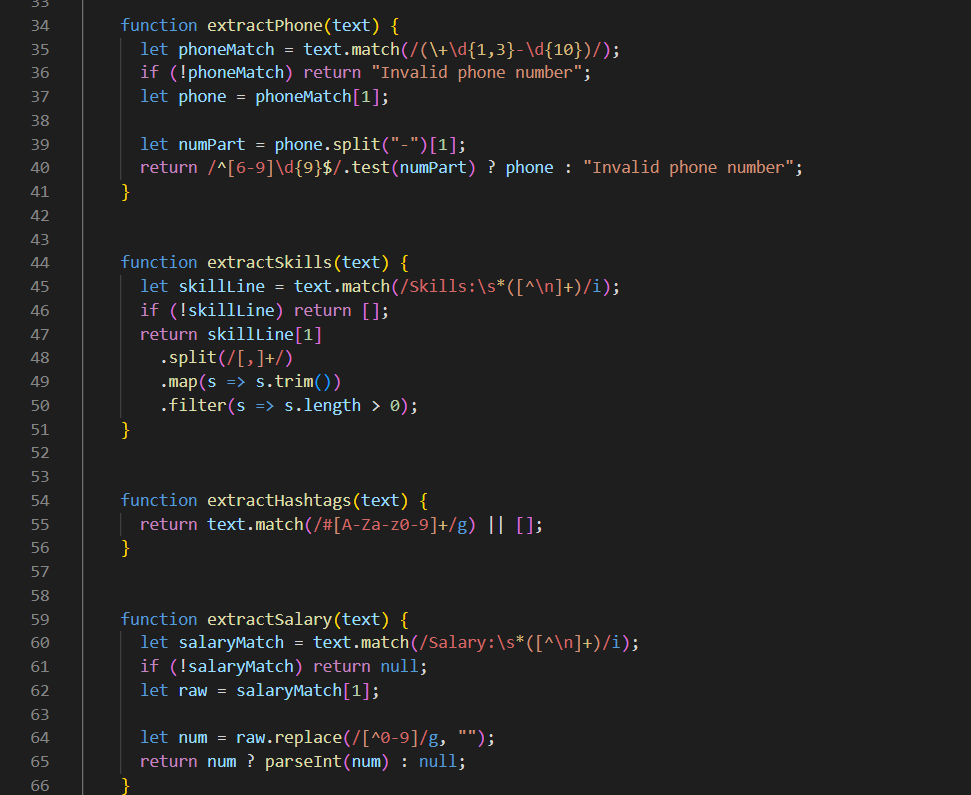 33
34 function extractPhone(text) {
35 let phoneMatch = text.match(/(\+\d{1,3}-\d{10})/);
36 if (!phoneMatch) return "Invalid phone number";
37 let phone = phoneMatch[1];
38
39 let numPart = phone.split("-")[1];
40 return /^[6-9]\d{9}$/.test(numPart) ? phone : "Invalid phone number";
41 }
42
43
44 function extractSkills(text) {
45 let skillLine = text.match(/Skills:\s*([^\n]+)/i);
46 if (!skillLine) return [];
47 return skillLine[1]
48 .split(/[,]+/)
49 .map(s => s.trim())
50 .filter(s => s.length > 0);
51 }
52
53
54 function extractHashtags(text) {
55 return text.match(/#[A-Za-z0-9]+/g) || [];
56 }
57
58
59 function extractSalary(text) {
60 let salaryMatch = text.match(/Salary:\s*([^\n]+)/i);
61 if (!salaryMatch) return null;
62 let raw = salaryMatch[1];
63
64 let num = raw.replace(/[^0-9]/g, "");
65 return num ? parseInt(num) : null;
66 }